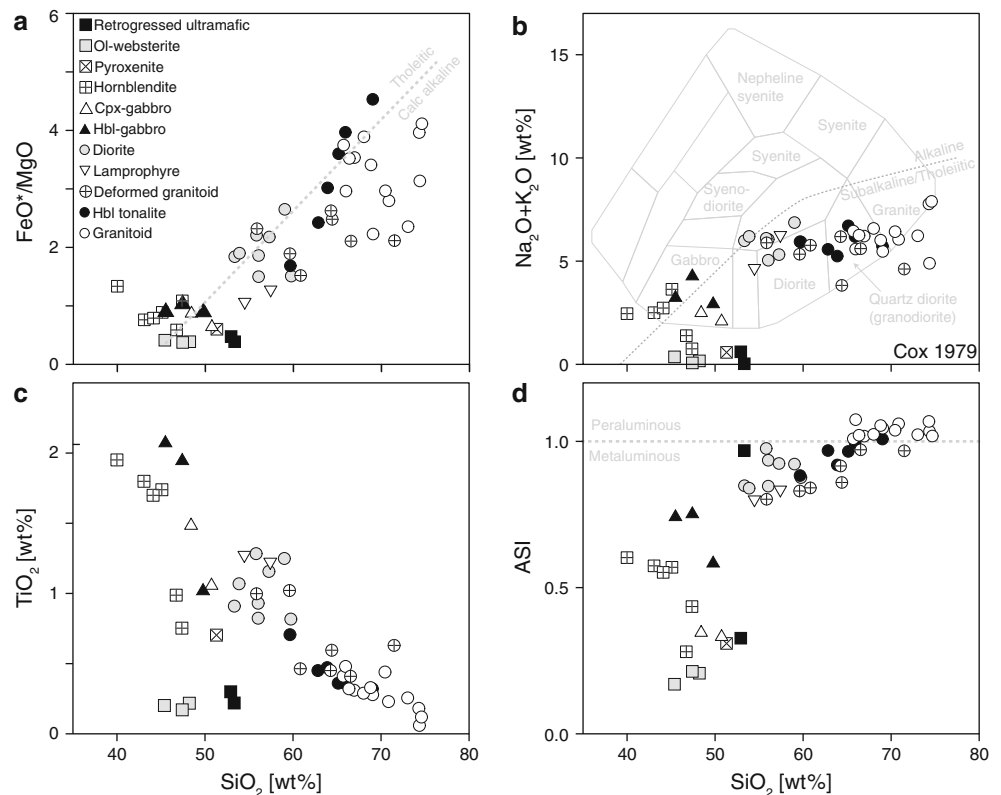 a
6
4
2
0
FeO*/MgO
Retrogressed ultramafic
Ol-websterite
Pyroxenite
Hornblendite
Cpx-gabbro
Hbl-gabbro
Diorite
Lamprophyre
Deformed granitoid
Hbl tonalite
Granitoid
Tholeitic
Calc alkaline
b
15
10
5
0
Na2O+K2O [wt%]
Nepheline
syenite
Syenite
Syenite
Syeno-
diorite
Gabbro
Diorite
Granite
Quartz diorite
(granodiorite)
Alkaline
Subalkaline/Tholeiitic
Cox 1979
c
2
1
0
TiO2 [wt%]
40 50 60 70 80
SiO2 [wt%]
d
1.0
0.5
0.0
ASI
Peraluminous
Metaluminous
40 50 60 70 80
SiO2 [wt%]